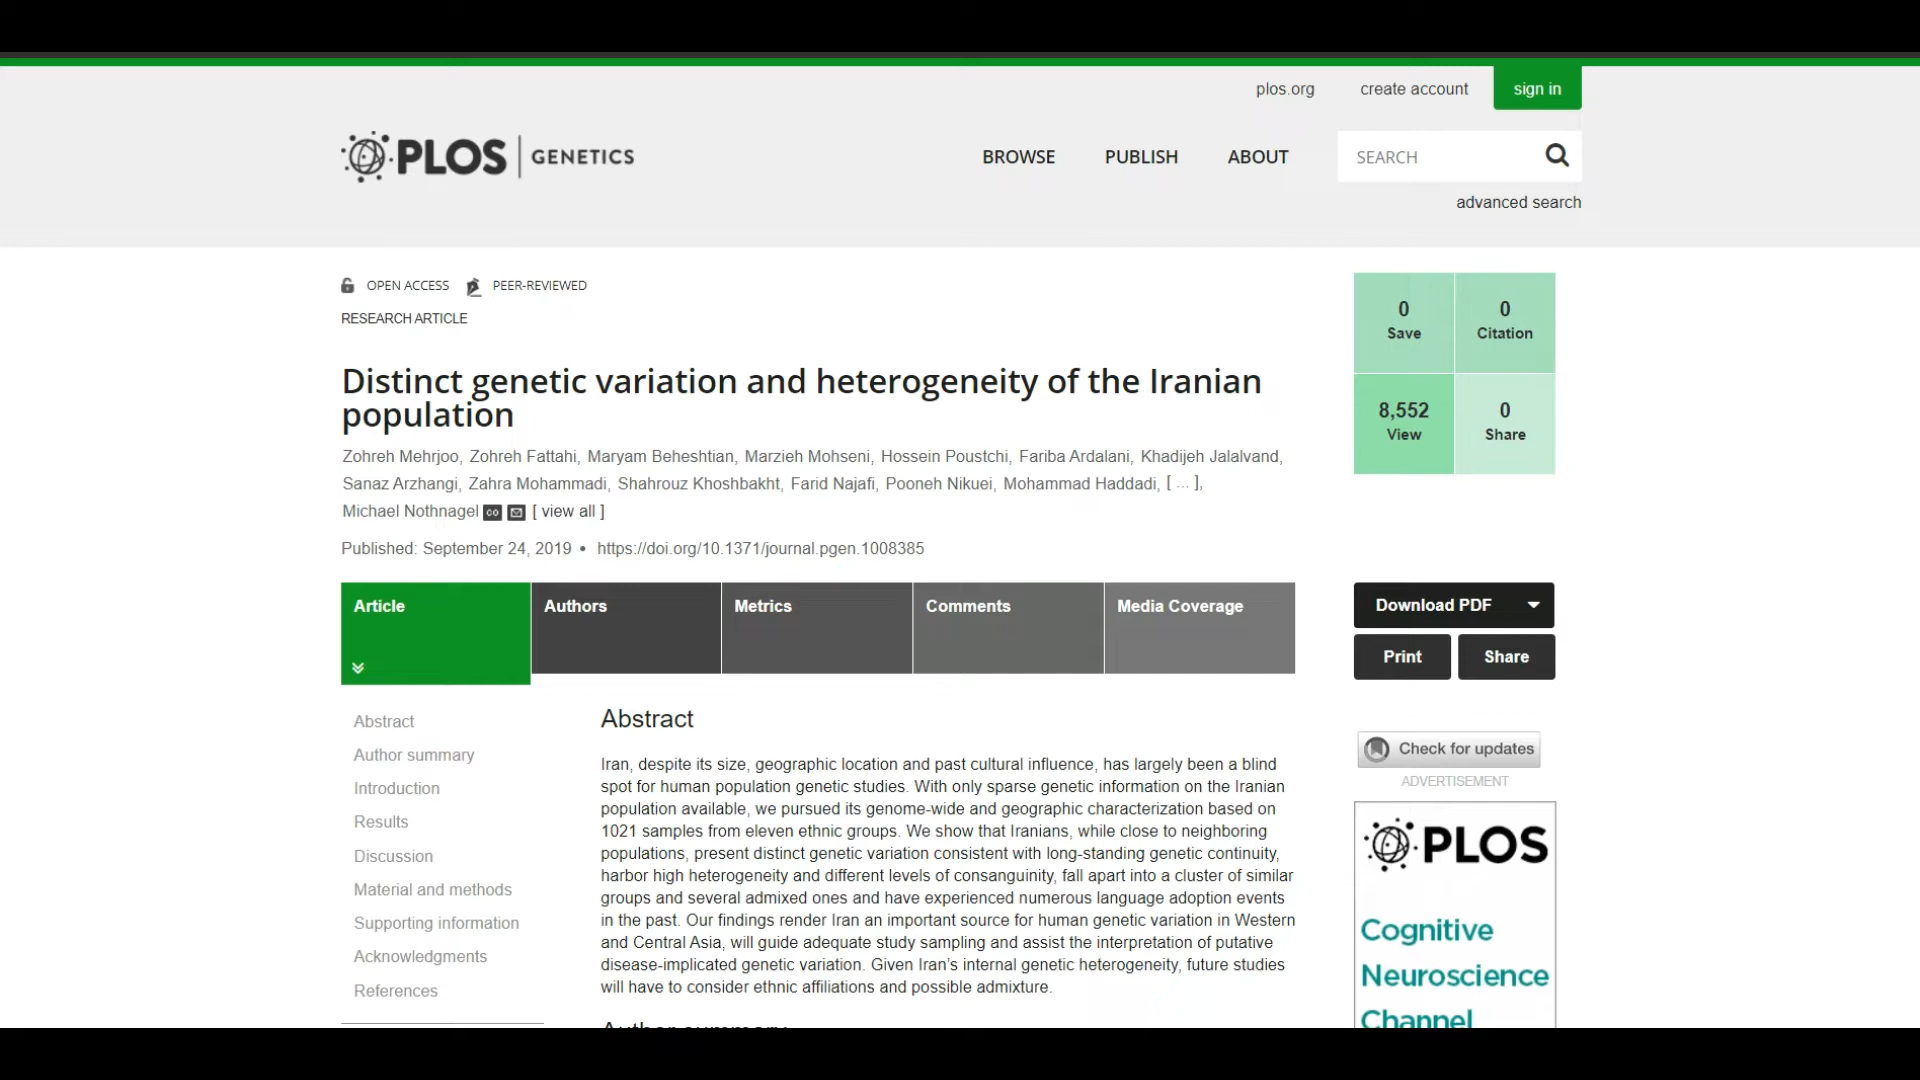 plos.org create account sign in
PLOS GENETICS BROWSE PUBLISH ABOUT SEARCH
advanced search
OPEN ACCESS PEER-REVIEWED
RESEARCH ARTICLE
Distinct genetic variation and heterogeneity of the Iranian
population
Zohreh Mehrjoo, Zohreh Fattahi, Maryam Beheshtian, Marzieh Mohseni, Hossein Poustchi, Fariba Ardalani, Khadijeh Jalalvand,
Sanaz Arzhangi, Zahra Mohammadi, Shahrouz Khoshbakht, Farid Najafi, Pooneh Nikuei, Mohammad Haddadi, [ ... ],
Michael Nothnagel co [ view all ]
Published: September 24, 2019 • https://doi.org/10.1371/journal.pgen.1008385
0 0
Save Citation
8,552 0
View Share
Article Authors Metrics Comments Media Coverage
Download PDF
Print Share
Abstract
Author summary
Introduction
Results
Discussion
Material and methods
Supporting information
Acknowledgments
References
Abstract
Iran, despite its size, geographic location and past cultural influence, has largely been a blind
spot for human population genetic studies. With only sparse genetic information on the Iranian
population available, we pursued its genome-wide and geographic characterization based on
1021 samples from eleven ethnic groups. We show that Iranians, while close to neighboring
populations, present distinct genetic variation consistent with long-standing genetic continuity,
harbor high heterogeneity and different levels of consanguinity, fall apart into a cluster of similar
groups and several admixed ones and have experienced numerous language adoption events
in the past. Our findings render Iran an important source for human genetic variation in Western
and Central Asia, will guide adequate study sampling and assist the interpretation of putative
disease-implicated genetic variation. Given Iran’s internal genetic heterogeneity, future studies
will have to consider ethnic affiliations and possible admixture.
Author summary
Check for updates
ADVERTISEMENT
PLOS
Cognitive
Neuroscience
Channel